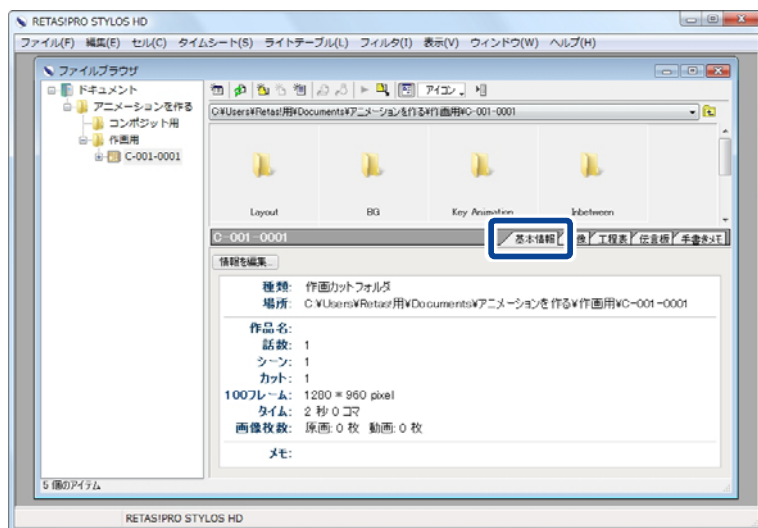 RETAS!PRO STYLOS HD
ファイル(F) 編集(E) セル(C) タイムシート(S) ライトテーブル(L) フィルタ(I) 表示(V) ウィンドウ(W) ヘルプ(H)
ファイルブラウザ
ドキュメント
アニメーションを作る
コンポジット用
作画用
C-001-0001
アイコン
C:¥Users¥Retas!用¥Documents¥アニメーションを作る¥作画用¥C-001-0001
Layout BG Key Animation Inbetween
C-001-0001
基本情報 像 工程表 伝言板 手書きメモ
情報を編集...
種類: 作画カットフォルダ
場所: C:¥Users¥Retas!用¥Documents¥アニメーションを作る¥作画用¥C-001-0001
作品名:
話数: 1
シーン: 1
カット: 1
100フレーム: 1280 × 960 pixel
タイム: 2 秒 0 コマ
画像枚数: 原画: 0 枚 動画: 0 枚
メモ:
5 個のアイテム
RETAS!PRO STYLOS HD